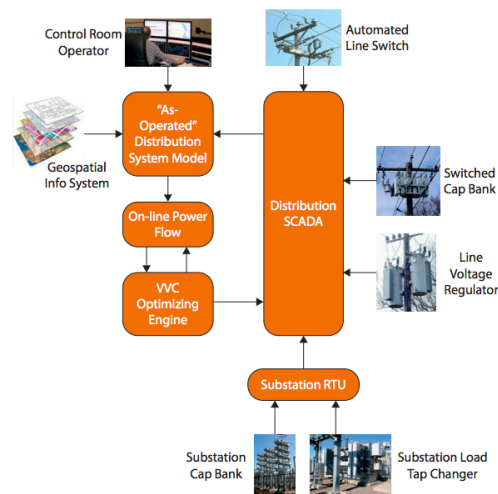 Control Room
Operator
Automated
Line Switch
"As-
Operated"
Distribution
System Model
Geospatial
Info System
On-line Power
Flow
Distribution
SCADA
Switched
Cap Bank
Line
Voltage
Regulator
VVC
Optimizing
Engine
Substation RTU
Substation
Cap Bank
Substation Load
Tap Changer